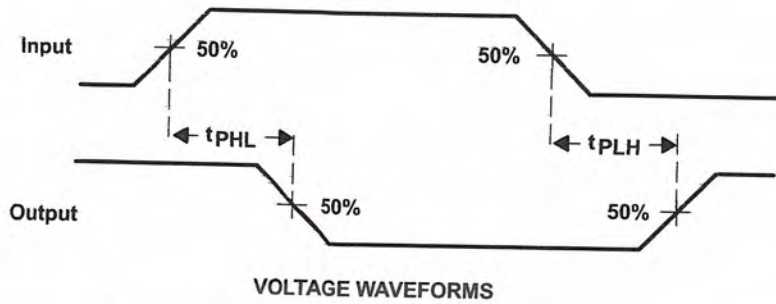 Input
50%
50%
tPHL
tPLH
Output
50%
50%
VOLTAGE WAVEFORMS